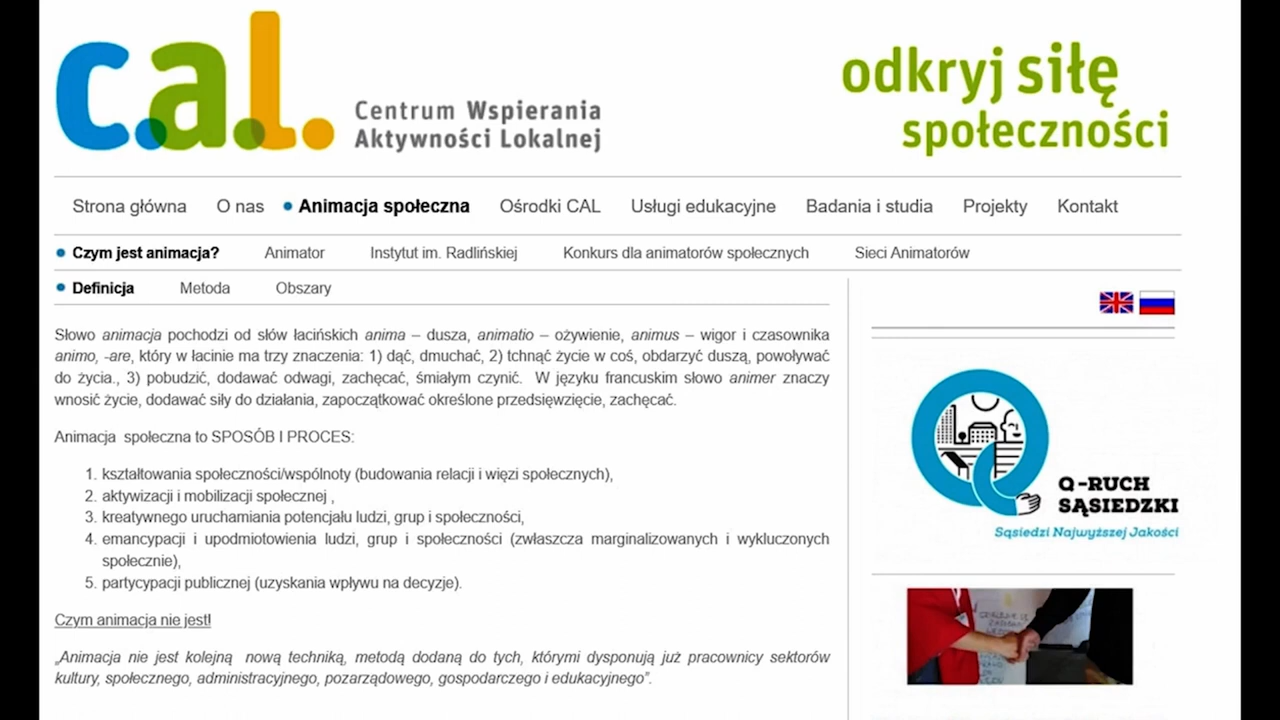 c.a.l.
Centrum Wspierania
Aktywności Lokalnej
odkryj siłę
społeczności
Strona główna O nas Animacja społeczna Ośrodki CAL Usługi edukacyjne Badania i studia Projekty Kontakt
Czym jest animacja? Animator Instytut im. Radlińskiej Konkurs dla animatorów społecznych Sieci Animatorów
Definicja Metoda Obszary
Słowo animacja pochodzi od słów łacińskich anima – dusza, animatio – ożywienie, animus – wigor i czasownika
animo, -are, który w łacinie ma trzy znaczenia: 1) dąć, dmuchać, 2) tchnąć życie w coś, obdarzyć duszą, powoływać
do życia., 3) pobudzić, dodawać odwagi, zachęcać, śmiałym czynić. W języku francuskim słowo animer znaczy
wnosić życie, dodawać siły do działania, zapoczątkować określone przedsięwzięcie, zachęcać.
Animacja społeczna to SPOSÓB I PROCES:
1. kształtowania społeczności/wspólnoty (budowania relacji i więzi społecznych),
2. aktywizacji i mobilizacji społecznej ,
3. kreatywnego uruchamiania potencjału ludzi, grup i społeczności,
4. emancypacji i upodmiotowienia ludzi, grup i społeczności (zwłaszcza marginalizowanych i wykluczonych
społecznie),
5. partycypacji publicznej (uzyskania wpływu na decyzje).
Czym animacja nie jest!
„Animacja nie jest kolejną nową techniką, metodą dodaną do tych, którymi dysponują już pracownicy sektorów
kultury, społecznego, administracyjnego, pozarządowego, gospodarczego i edukacyjnego”.
Q-RUCH
SĄSIEDZKI
Sąsiedzi Najwyższej Jakości